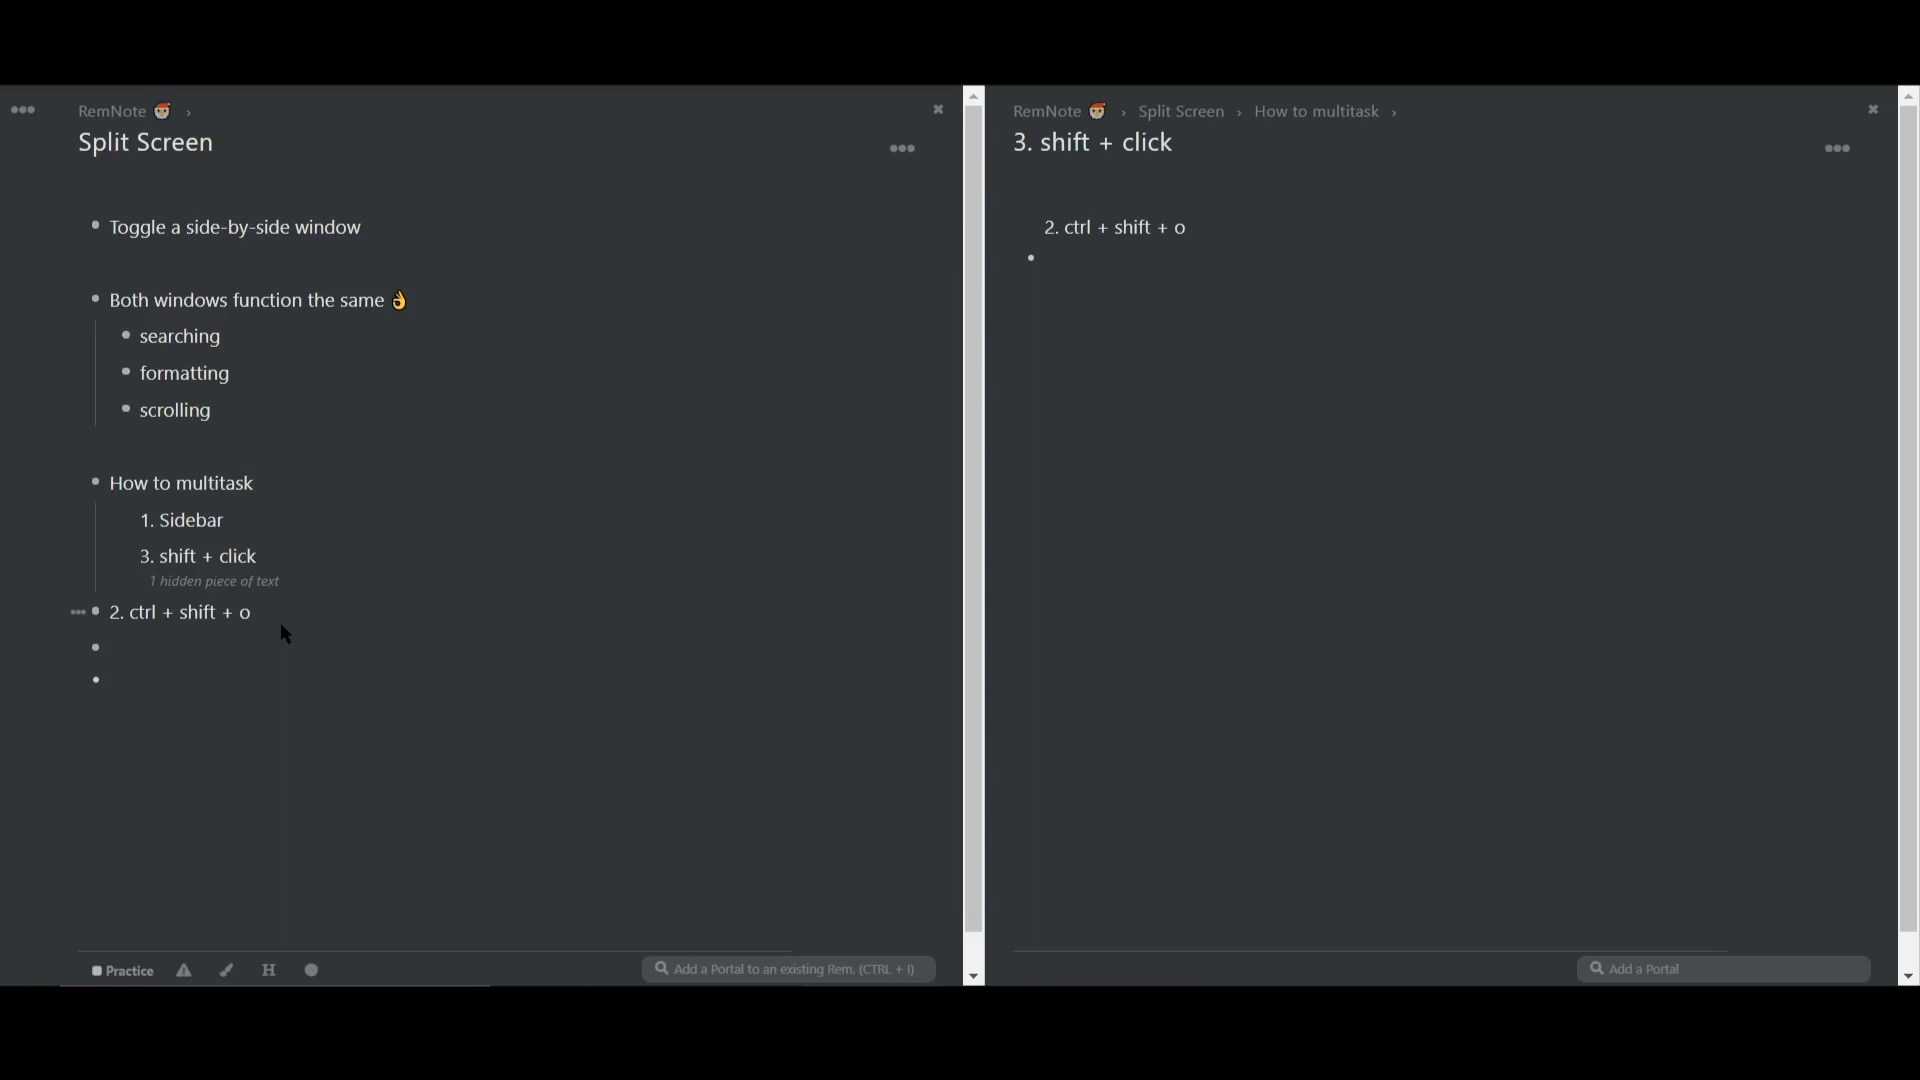 RemNote 🎅 ›
Split Screen
Toggle a side-by-side window
Both windows function the same 👌
searching
formatting
scrolling
How to multitask
1. Sidebar
3. shift + click
1 hidden piece of text
2. ctrl + shift + o
Practice
H
Add a Portal to an existing Rem. (CTRL + I)
RemNote 🎅 › Split Screen › How to multitask ›
3. shift + click
2. ctrl + shift + o
Add a Portal